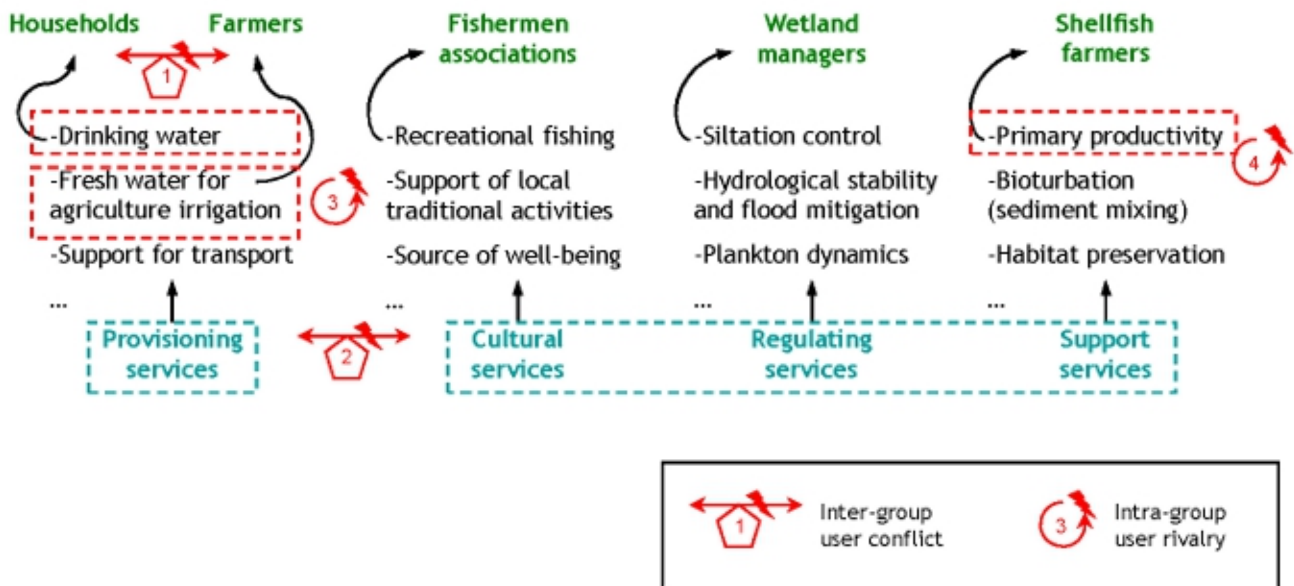 Households
Farmers
Fishermen
associations
Wetland
managers
Shellfish
farmers
1
-Drinking water
-Fresh water for
agriculture irrigation
-Support for transport
...
3
-Recreational fishing
-Support of local
traditional activities
-Source of well-being
...
-Siltation control
-Hydrological stability
and flood mitigation
-Plankton dynamics
...
-Primary productivity
-Bioturbation
(sediment mixing)
-Habitat preservation
...
4
Provisioning
services
2
Cultural
services
Regulating
services
Support
services
1
Inter-group
user conflict
3
Intra-group
user rivalry